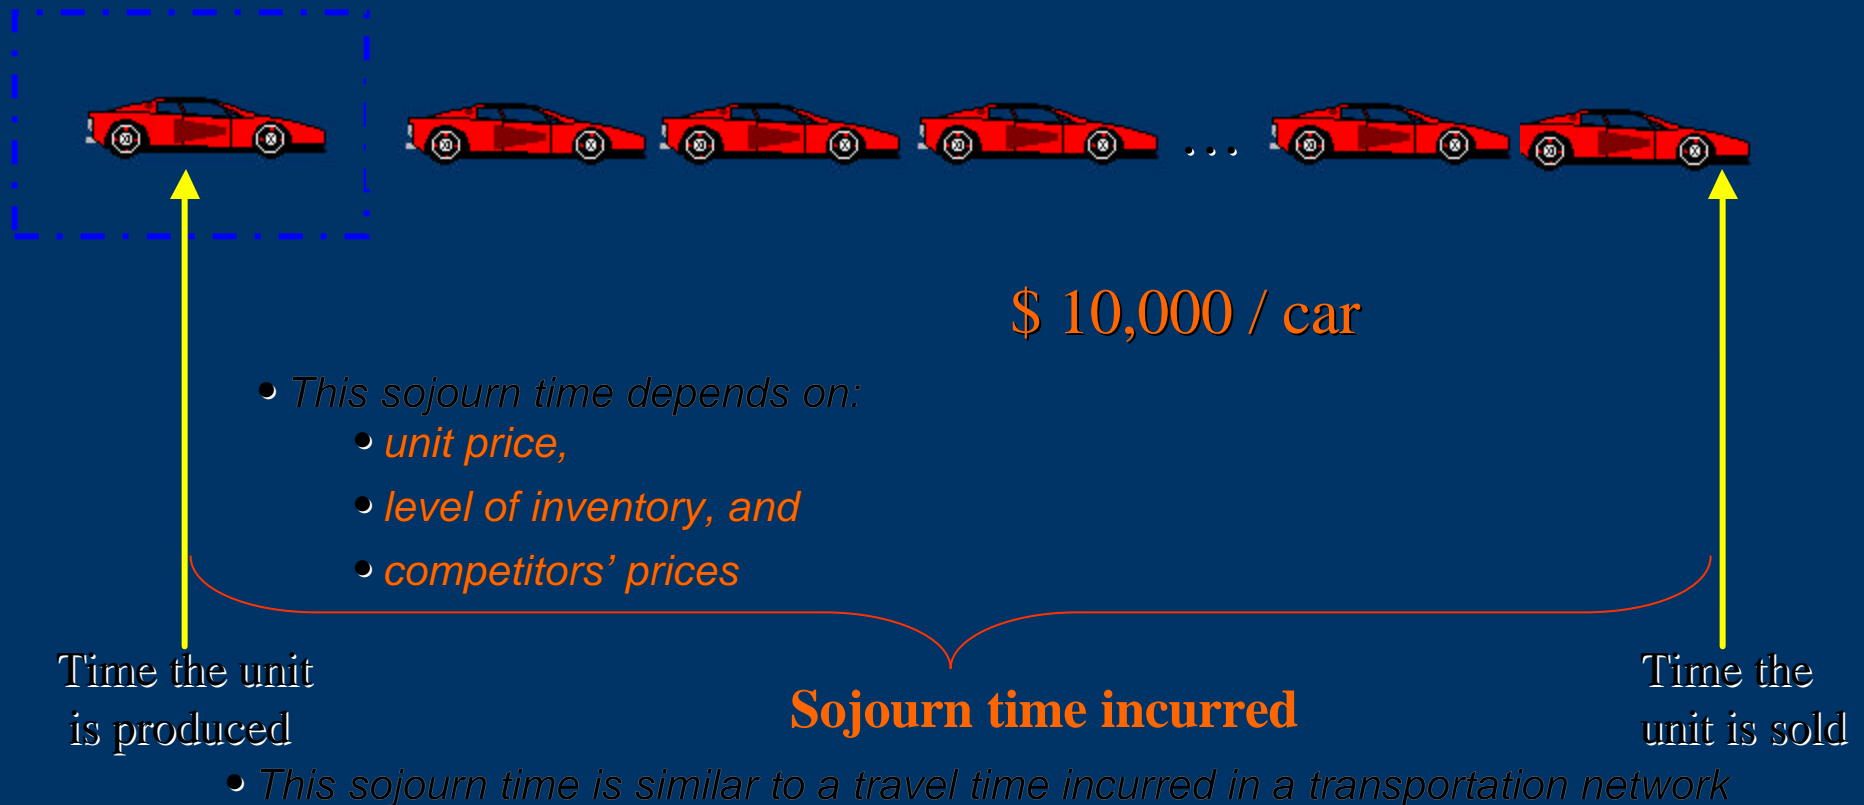 ...
$ 10,000 / car
• This sojourn time depends on:
• unit price,
• level of inventory, and
• competitors’ prices
Time the unit
is produced
Sojourn time incurred
Time the
unit is sold
• This sojourn time is similar to a travel time incurred in a transportation network